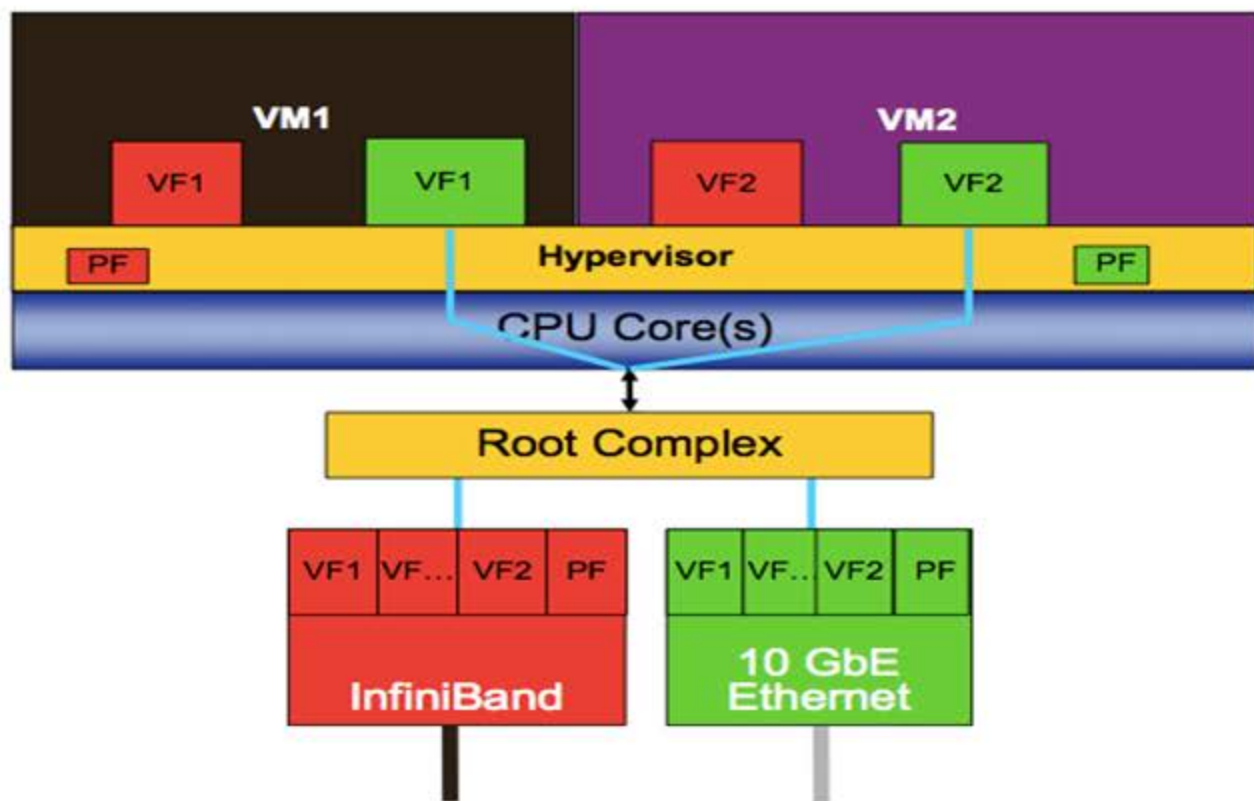 VM1
VM2
VF1
VF1
VF2
VF2
PF
Hypervisor
PF
CPU Core(s)
Root Complex
VF1
VF...
VF2
PF
VF1
VF...
VF2
PF
InfiniBand
10 GbE
Ethernet